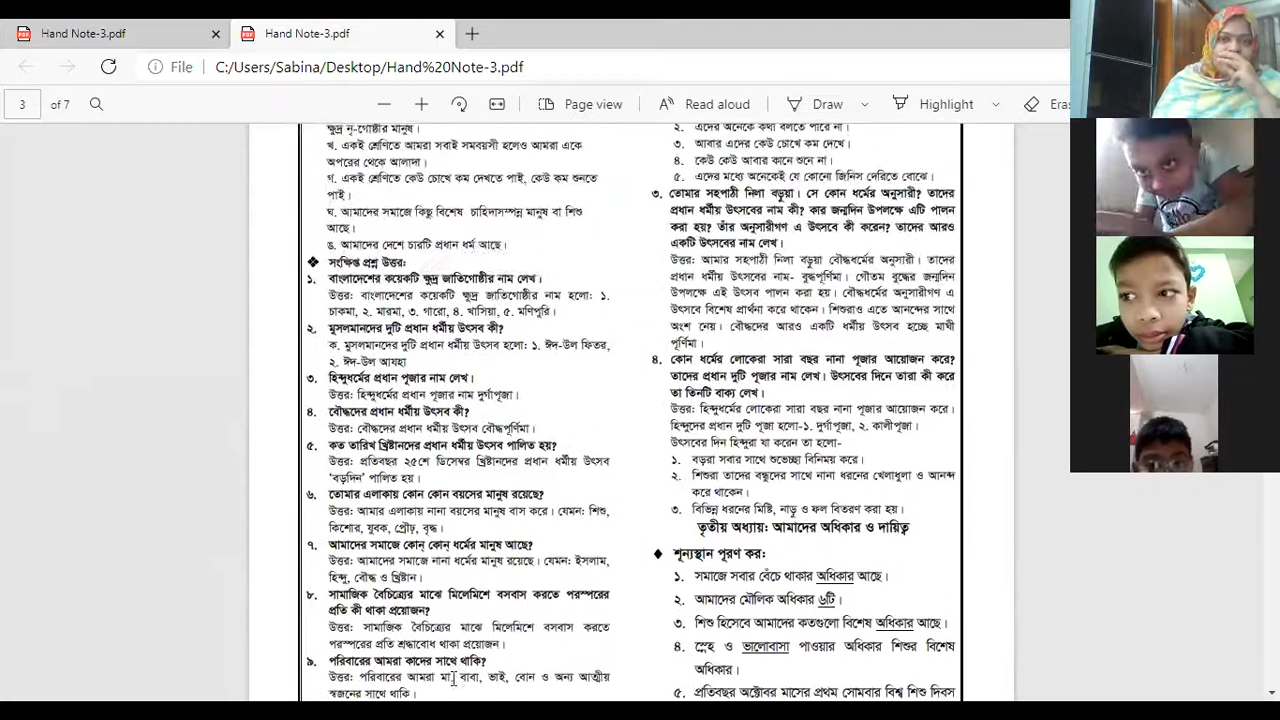 Hand Note-3.pdf
Hand Note-3.pdf
File
C:/Users/Sabina/Desktop/Hand%20Note-3.pdf
3
of 7
Page view
Read aloud
Draw
Highlight
Eras
ক্ষুদ্র নৃ-গোষ্ঠীর মানুষ।
খ. একই শ্রেণিতে আমরা সবাই সমবয়সী হলেও আমরা একে
অপরের থেকে আলাদা।
গ. একই শ্রেণিতে কেউ চোখে কম দেখতে পাই, কেউ কম শুনতে
পাই।
ঘ. আমাদের সমাজে কিছু বিশেষ চাহিদাসম্পন্ন মানুষ বা শিশু
আছে।
ঙ. আমাদের দেশে চারটি প্রধান ধর্ম আছে।
❖ সংক্ষিপ্ত প্রশ্ন উত্তর:
১. বাংলাদেশের কয়েকটি ক্ষুদ্র জাতিগোষ্ঠীর নাম লেখ।
উত্তর: বাংলাদেশের কয়েকটি ক্ষুদ্র জাতিগোষ্ঠীর নাম হলো: ১.
চাকমা, ২. মারমা, ৩. গারো, ৪. খাসিয়া, ৫. মণিপুরি।
২. মুসলমানদের দুটি প্রধান ধর্মীয় উৎসব কী?
ক. মুসলমানদের দুটি প্রধান ধর্মীয় উৎসব হলো: ১. ঈদ-উল ফিতর,
২. ঈদ-উল আযহা
৩. হিন্দুধর্মের প্রধান পূজার নাম লেখ।
উত্তর: হিন্দুধর্মের প্রধান পূজার নাম দুর্গাপূজা।
৪. বৌদ্ধদের প্রধান ধর্মীয় উৎসব কী?
উত্তর: বৌদ্ধদের প্রধান ধর্মীয় উৎসব বৌদ্ধপূর্ণিমা।
৫. কত তারিখ খ্রিষ্টানদের প্রধান ধর্মীয় উৎসব পালিত হয়?
উত্তর: প্রতিবছর ২৫শে ডিসেম্বর খ্রিষ্টানদের প্রধান ধর্মীয় উৎসব
‘বড়দিন’ পালিত হয়।
৬. তোমার এলাকায় কোন কোন বয়সের মানুষ রয়েছে?
উত্তর: আমার এলাকায় নানা বয়সের মানুষ বাস করে। যেমন: শিশু,
কিশোর, যুবক, প্রৌঢ়, বৃদ্ধ।
৭. আমাদের সমাজে কোন্ কোন্ ধর্মের মানুষ আছে?
উত্তর: আমাদের সমাজে নানা ধর্মের মানুষ রয়েছে। যেমন: ইসলাম,
হিন্দু, বৌদ্ধ ও খ্রিষ্টান।
৮. সামাজিক বৈচিত্র্যের মাঝে মিলেমিশে বসবাস করতে পরস্পরের
প্রতি কী থাকা প্রয়োজন?
উত্তর: সামাজিক বৈচিত্র্যের মাঝে মিলেমিশে বসবাস করতে
পরস্পরের প্রতি শ্রদ্ধাবোধ থাকা প্রয়োজন।
৯. পরিবারের আমরা কাদের সাথে থাকি?
উত্তর: পরিবারের আমরা মা, বাবা, ভাই, বোন ও অন্য আত্মীয়
স্বজনের সাথে থাকি।
২. এদের অনেকে কথা বলতে পারে না।
৩. আবার এদের কেউ চোখে কম দেখে।
৪. কেউ কেউ আবার কানে শুনে না।
৫. এদের মধ্যে অনেকেই যে কোনো জিনিস দেরিতে বোঝে।
৩. তোমার সহপাঠী নিলা বড়ুয়া। সে কোন ধর্মের অনুসারী? তাদের
প্রধান ধর্মীয় উৎসবের নাম কী? কার জন্মদিন উপলক্ষে এটি পালন
করা হয়? তাঁর অনুসারীগণ এ উৎসবে কী করেন? তাদের আরও
একটি উৎসবের নাম লেখ।
উত্তর: আমার সহপাঠী নিলা বড়ুয়া বৌদ্ধধর্মের অনুসারী। তাদের
প্রধান ধর্মীয় উৎসবের নাম- বুদ্ধপূর্ণিমা। গৌতম বুদ্ধের জন্মদিন
উপলক্ষে এই উৎসব পালন করা হয়। বৌদ্ধধর্মের অনুসারীগণ এ
উৎসবে বিশেষ প্রার্থনা করে থাকেন। শিশুরাও এতে আনন্দের সাথে
অংশ নেয়। বৌদ্ধদের আরও একটি ধর্মীয় উৎসব হচ্ছে মাঘী
পূর্ণিমা।
৪. কোন ধর্মের লোকেরা সারা বছর নানা পূজার আয়োজন করে?
তাদের প্রধান দুটি পূজার নাম লেখ। উৎসবের দিনে তারা কী করে
তা তিনটি বাক্য লেখ।
উত্তর: হিন্দুধর্মের লোকেরা সারা বছর নানা পূজার আয়োজন করে।
হিন্দুদের প্রধান দুটি পূজা হলো-১. দুর্গাপূজা, ২. কালীপূজা।
উৎসবের দিন হিন্দুরা যা করেন তা হলো-
১. বড়রা সবার সাথে শুভেচ্ছা বিনিময় করে।
২. শিশুরা তাদের বন্ধুদের সাথে নানা ধরনের খেলাধুলা ও আনন্দ
করে থাকেন।
৩. বিভিন্ন ধরনের মিষ্টি, নাড়ু ও ফল বিতরণ করা হয়।
তৃতীয় অধ্যায়: আমাদের অধিকার ও দায়িত্ব
♦ শূন্যস্থান পূরণ কর:
১. সমাজে সবার বেঁচে থাকার অধিকার আছে।
২. আমাদের মৌলিক অধিকার ৬টি।
৩. শিশু হিসেবে আমাদের কতগুলো বিশেষ অধিকার আছে।
৪. স্নেহ ও ভালোবাসা পাওয়ার অধিকার শিশুর বিশেষ
অধিকার।
৫. প্রতিবছর অক্টোবর মাসের প্রথম সোমবার বিশ্ব শিশু দিবস